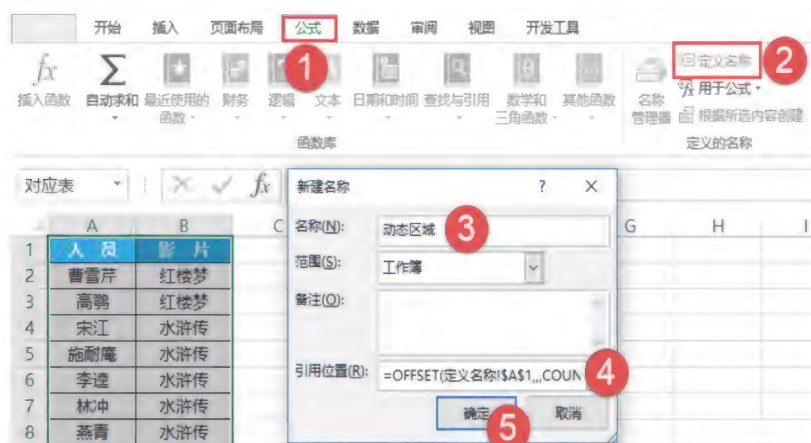 开始 插入 页面布局 公式 数据 审阅 视图 开发工具
1
2
fx Σ θ
定义名称
fx 用于公式
插入函数 自动求和 最近使用的函数 财务 逻辑 文本 日期和时间 查找与引用 数学和三角函数 其他函数 名称管理器 根据所选内容创建
函数库 定义的名称
对应表 fx
新建名称 ? ×
A B C G H I
名称(N): 动态区域 3
范围(S): 工作簿
备注(O):
引用位置(R): =OFFSET(定义名称!$A$1,,,COUN 4
确定 取消
5
1 人 员 影 片
2 曹雪芹 红楼梦
3 高鹗 红楼梦
4 宋江 水浒传
5 施耐庵 水浒传
6 李逵 水浒传
7 林冲 水浒传
8 燕青 水浒传